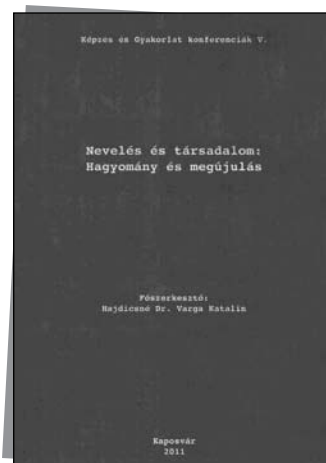 Képzés és Gyakorlat konferenciák V.
Nevelés és társadalom:
Hagyomány és megújulás
Főszerkesztő:
Hajdicsné Dr. Varga Katalin
Kaposvár
2011